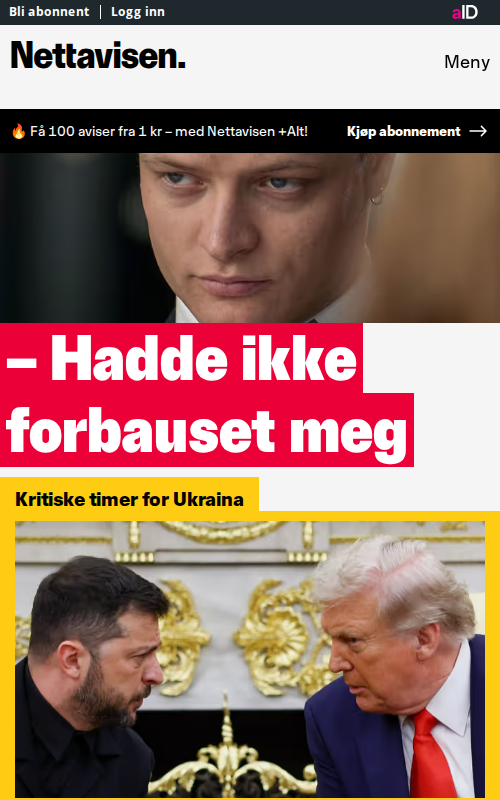 Bli abonnent | Logg inn
aID
Nettavisen.
Meny
🔥 Få 100 aviser fra 1 kr – med Nettavisen +Alt!
Kjøp abonnement →
– Hadde ikke
forbauset meg
Kritiske timer for Ukraina